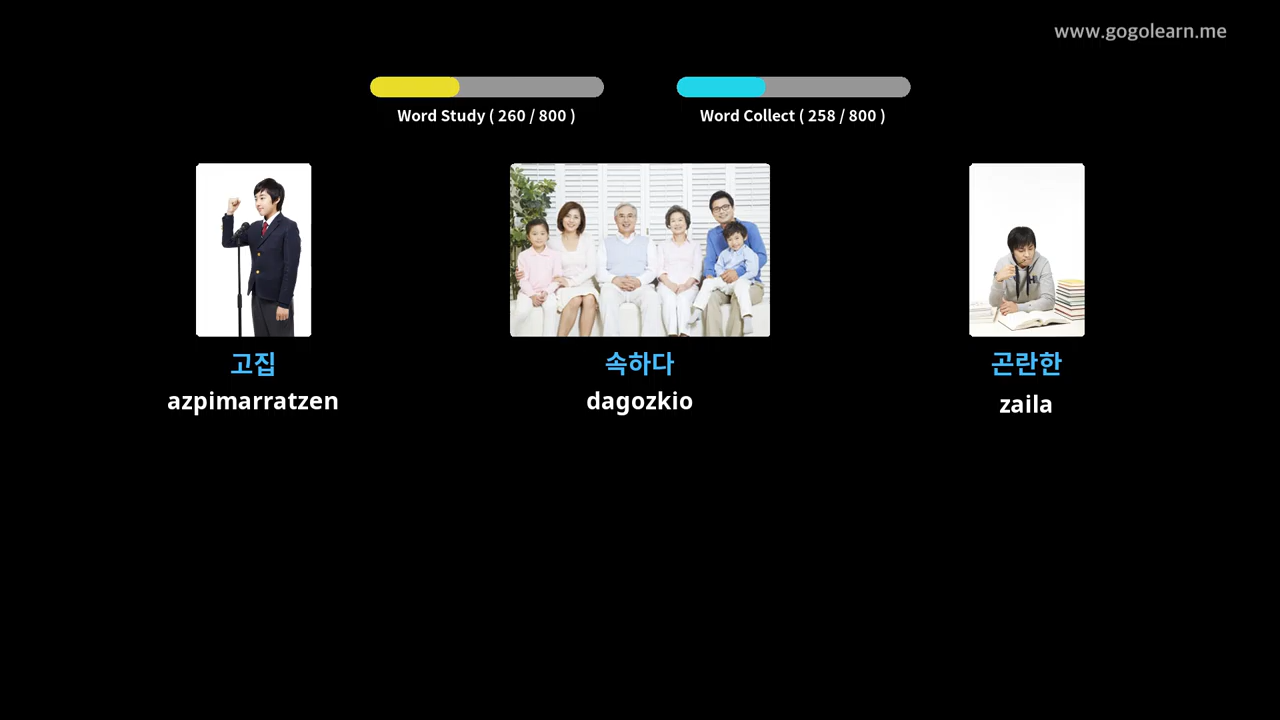 www.gogolearn.me
Word Study ( 260 / 800 )
Word Collect ( 258 / 800 )
고집
속하다
곤란한
azpimarratzen
dagozkio
zaila